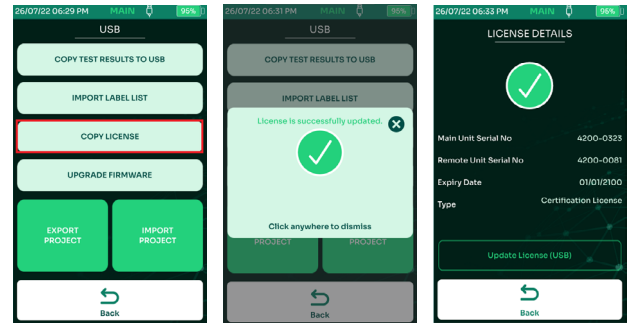 26/07/22 06:29 PM MAIN 95%
USB
COPY TEST RESULTS TO USB
IMPORT LABEL LIST
COPY LICENSE
UPGRADE FIRMWARE
EXPORT PROJECT
IMPORT PROJECT
Back
26/07/22 06:31 PM MAIN 95%
USB
COPY TEST RESULTS TO USB
IMPORT LABEL LIST
License is successfully updated.
Click anywhere to dismiss
PROJECT
PROJECT
Back
26/07/22 06:33 PM MAIN 96%
LICENSE DETAILS
Main Unit Serial No 4200-0323
Remote Unit Serial No 4200-0081
Expiry Date 01/01/2100
Type Certification License
Update License (USB)
Back